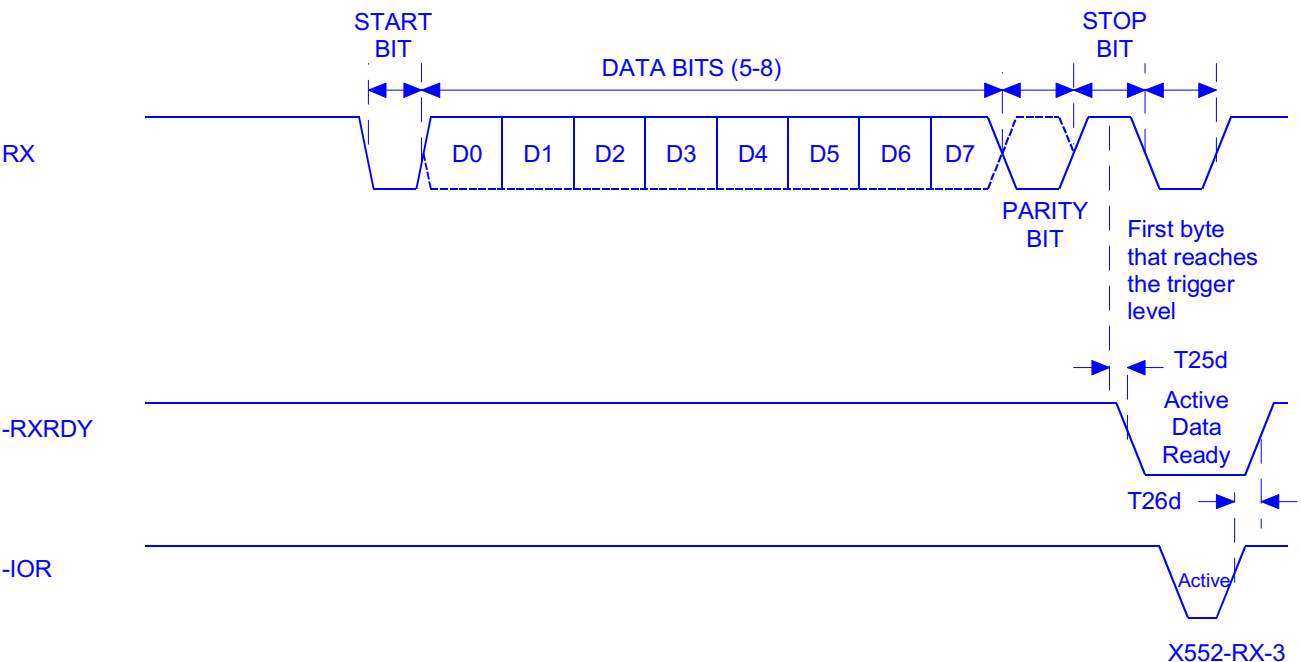 START
BIT
STOP
BIT
DATA BITS (5-8)
RX
D0 D1 D2 D3 D4 D5 D6 D7
PARITY
BIT
First byte
that reaches
the trigger
level
T25d
-RXRDY
Active
Data
Ready
T26d
-IOR
Active
X552-RX-3